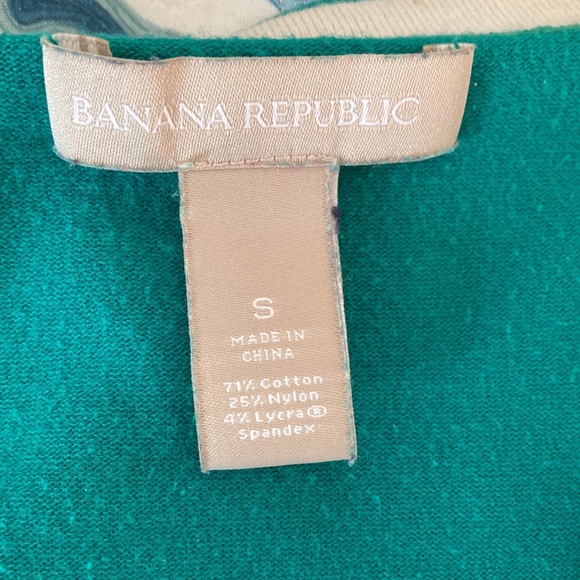 BANANA REPUBLIC
S
MADE IN
CHINA
71% Cotton
25% Nylon
4% Lycra®
Spandex